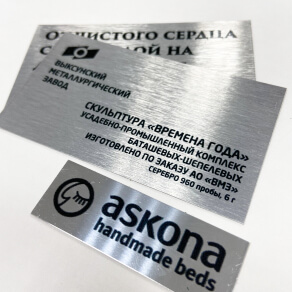 ОТ ЧИСТОГО СЕРДЦА
НА
ВЫКСУНСКИЙ
МЕТАЛЛУРГИЧЕСКИЙ
ЗАВОД
СКУЛЬПТУРА «ВРЕМЕНА ГОДА»
УСАДЕБНО-ПРОМЫШЛЕННЫЙ КОМПЛЕКС
БАТАШЕВЫХ-ШЕПЕЛЕВЫХ
ИЗГОТОВЛЕНО ПО ЗАКАЗУ АО «ВМЗ»
СЕРЕБРО 960 пробы, 6 г
askona
handmade beds